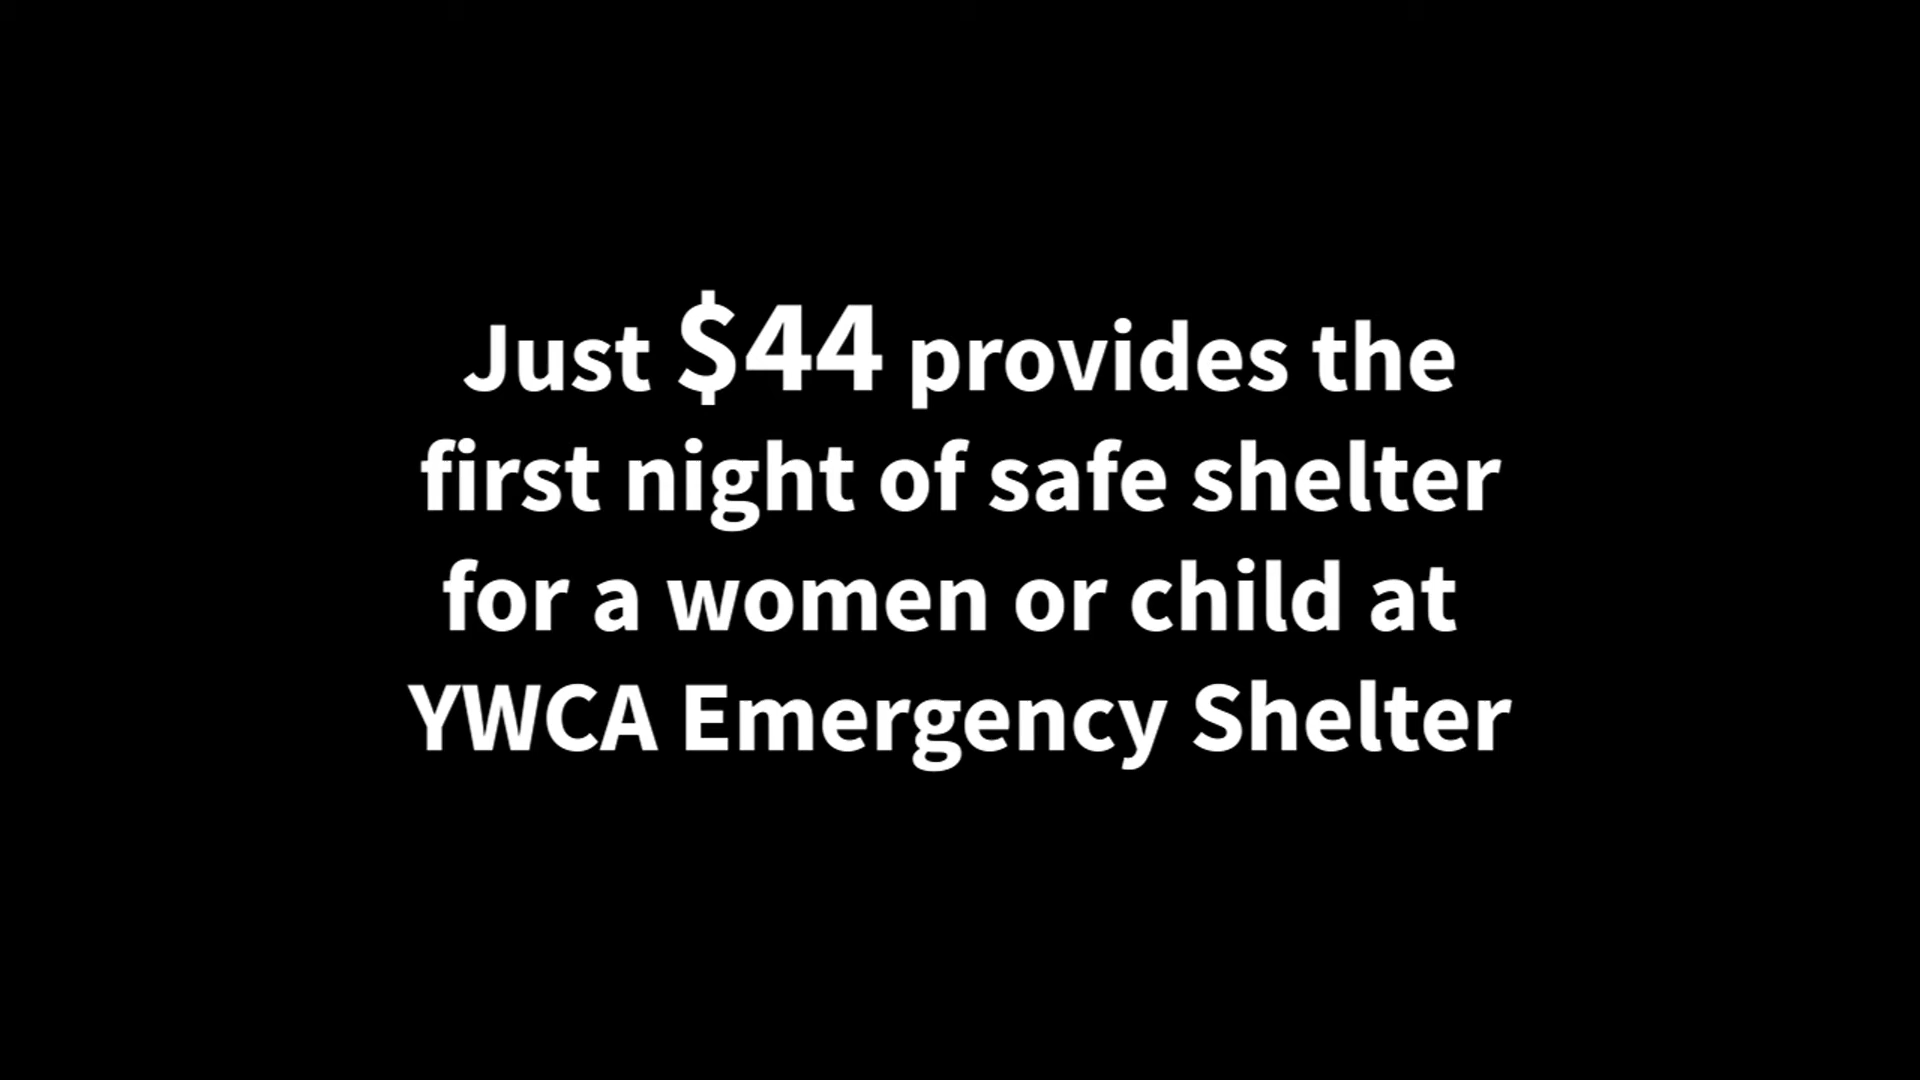 Just $44 provides the
first night of safe shelter
for a women or child at
YWCA Emergency Shelter